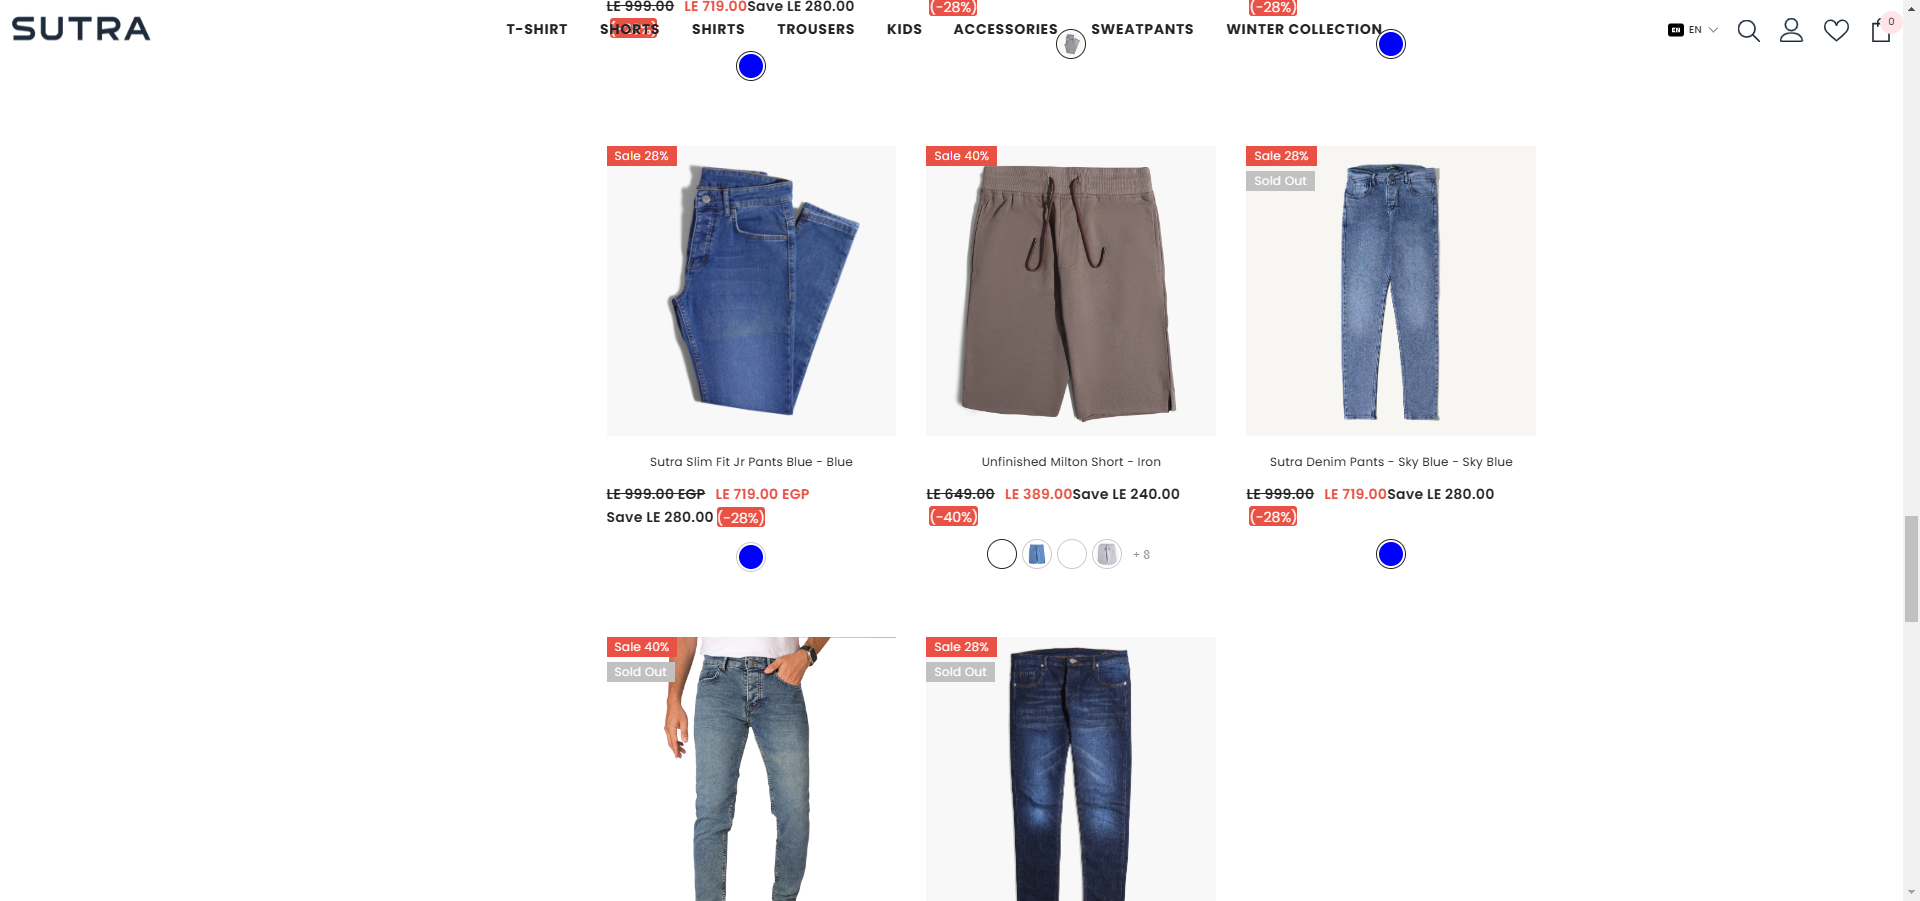 LE 999.00 LE 719.00Save LE 280.00
(-28%)
(-28%)
SUTRA
T-SHIRT SHORTS SHIRTS TROUSERS KIDS ACCESSORIES SWEATPANTS WINTER COLLECTION
EN EN
0
Sale 28%
Sale 40%
Sale 28%
Sold Out
Sutra Slim Fit Jr Pants Blue - Blue
LE 999.00 EGP LE 719.00 EGP
Save LE 280.00 (-28%)
Unfinished Milton Short - Iron
LE 649.00 LE 389.00Save LE 240.00
(-40%)
+ 8
Sutra Denim Pants - Sky Blue - Sky Blue
LE 999.00 LE 719.00Save LE 280.00
(-28%)
Sale 40%
Sold Out
Sale 28%
Sold Out